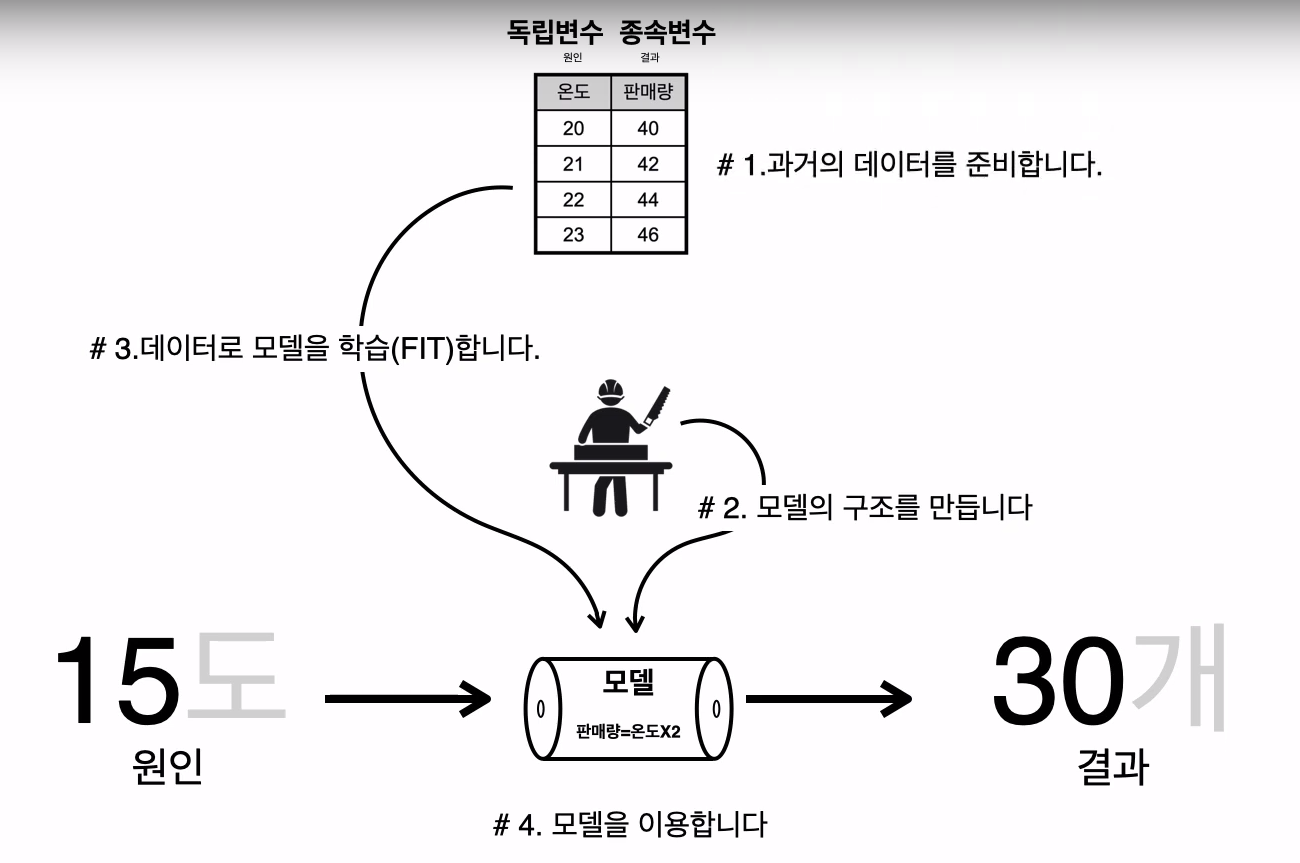 독립변수 종속변수
원인 결과
온도 판매량
20 40
21 42
22 44
23 46
# 1.과거의 데이터를 준비합니다.
# 3.데이터로 모델을 학습(FIT)합니다.
# 2. 모델의 구조를 만듭니다
15도
원인
모델
판매량=온도X2
30개
결과
# 4. 모델을 이용합니다